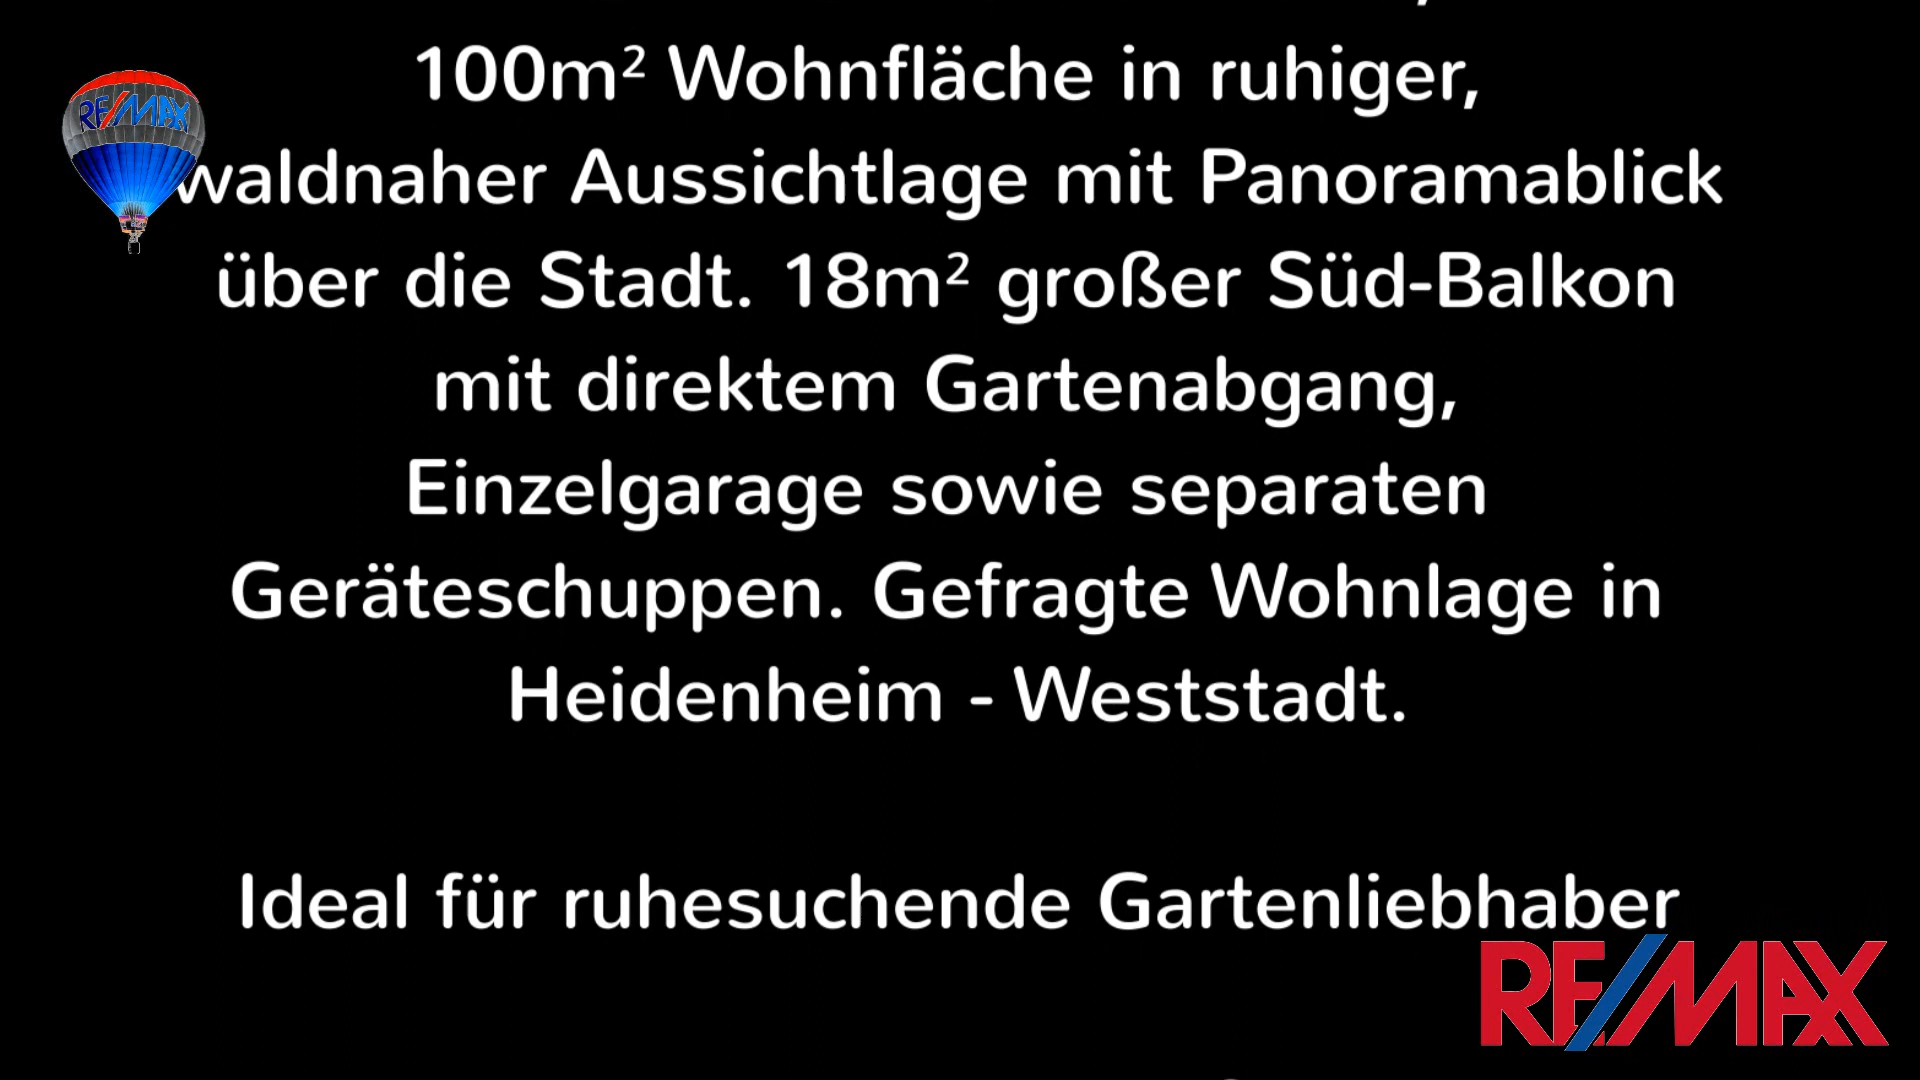 100m² Wohnfläche in ruhiger,
RE/MAX
waldnaher Aussichtlage mit Panoramablick
über die Stadt. 18m² großer Süd-Balkon
mit direktem Gartenabgang,
Einzelgarage sowie separaten
Geräteschuppen. Gefragte Wohnlage in
Heidenheim - Weststadt.
Ideal für ruhesuchende Gartenliebhaber
RE/MAX